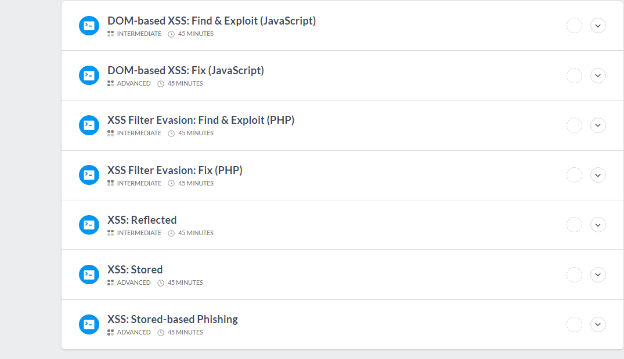 DOM-based XSS: Find & Exploit (JavaScript)
INTERMEDIATE 45 MINUTES
DOM-based XSS: Fix (JavaScript)
ADVANCED 45 MINUTES
XSS Filter Evasion: Find & Exploit (PHP)
INTERMEDIATE 45 MINUTES
XSS Filter Evasion: Fix (PHP)
INTERMEDIATE 45 MINUTES
XSS: Reflected
INTERMEDIATE 45 MINUTES
XSS: Stored
ADVANCED 45 MINUTES
XSS: Stored-based Phishing
ADVANCED 45 MINUTES